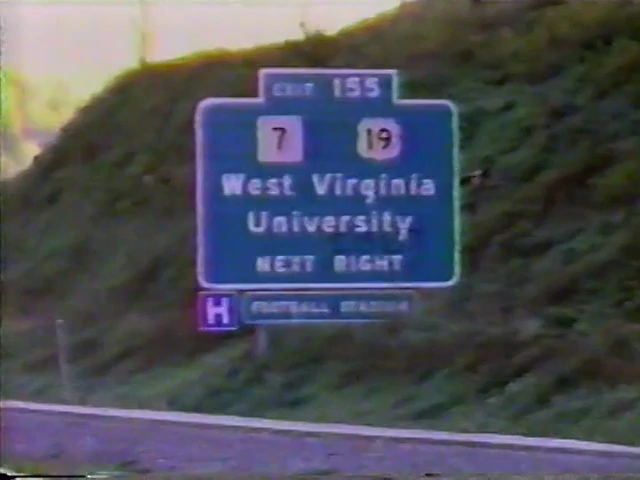 EXIT 155
7 19
West Virginia
University
NEXT RIGHT
H FOOTBALL STADIUM